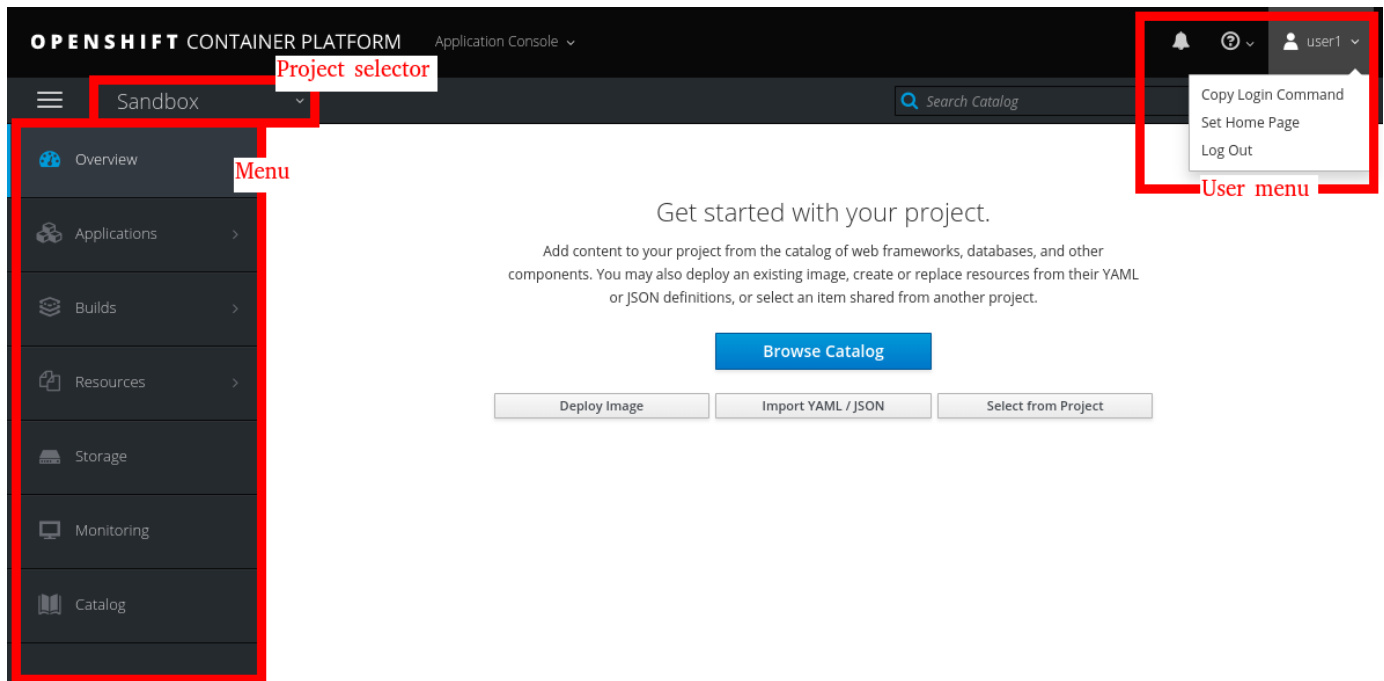 OPENSHIFT CONTAINER PLATFORM
Application Console
user1
Project selector
Sandbox
Search Catalog
Copy Login Command
Set Home Page
Log Out
User menu
Menu
Overview
Applications
Builds
Resources
Storage
Monitoring
Catalog
Get started with your project.
Add content to your project from the catalog of web frameworks, databases, and other
components. You may also deploy an existing image, create or replace resources from their YAML
or JSON definitions, or select an item shared from another project.
Browse Catalog
Deploy Image
Import YAML / JSON
Select from Project